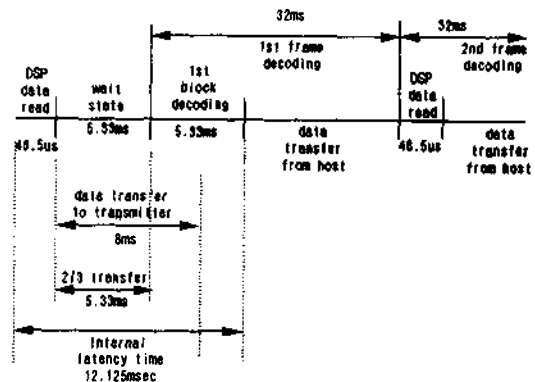 32ms
32ms
1st frame
decoding
2nd frame
decoding
DSP
data
read
wait
state
1st
block
decoding
DSP
data
read
5.33ms
5.33ms
data
transfer
from host
data
transfer
from host
48.5us
48.5us
data transfer
to transmitter
8ms
2/3 transfer
5.33ms
Internal
latency time
12.125msec